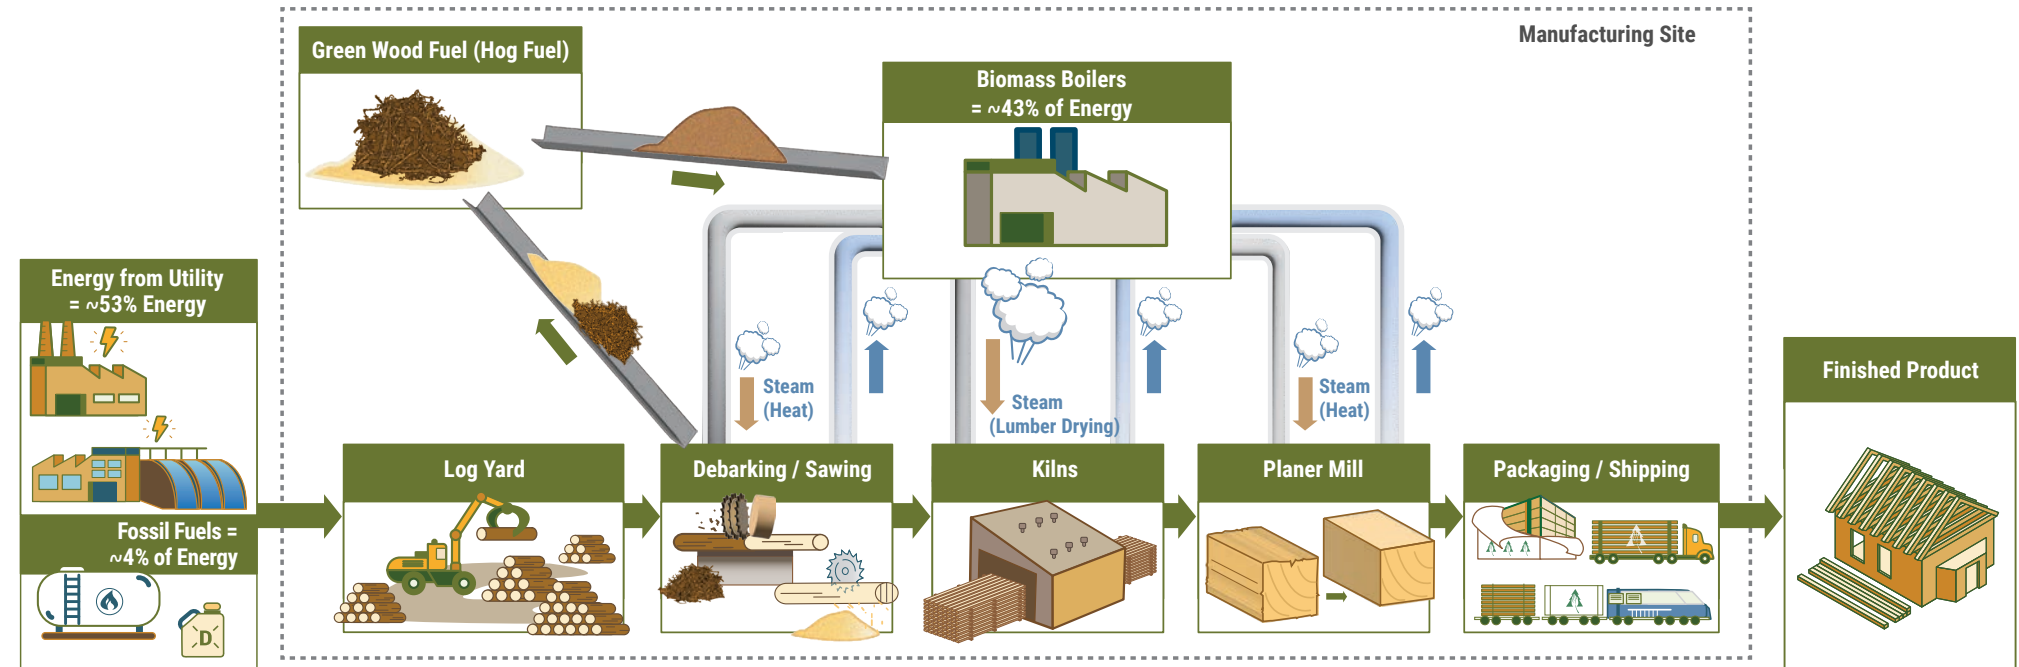 Manufacturing Site
Green Wood Fuel (Hog Fuel)
Biomass Boilers
= ~43% of Energy
Energy from Utility
= ~53% Energy
Fossil Fuels =
~4% of Energy
D
Steam
(Heat)
Steam
(Lumber Drying)
Steam
(Heat)
Log Yard
Debarking / Sawing
Kilns
Planer Mill
Packaging / Shipping
Finished Product